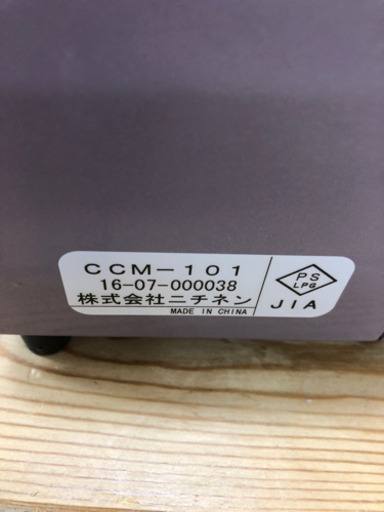 CCM-101
16-07-000038
株式会社ニチネン
MADE IN CHINA
PS
LPG
JIA